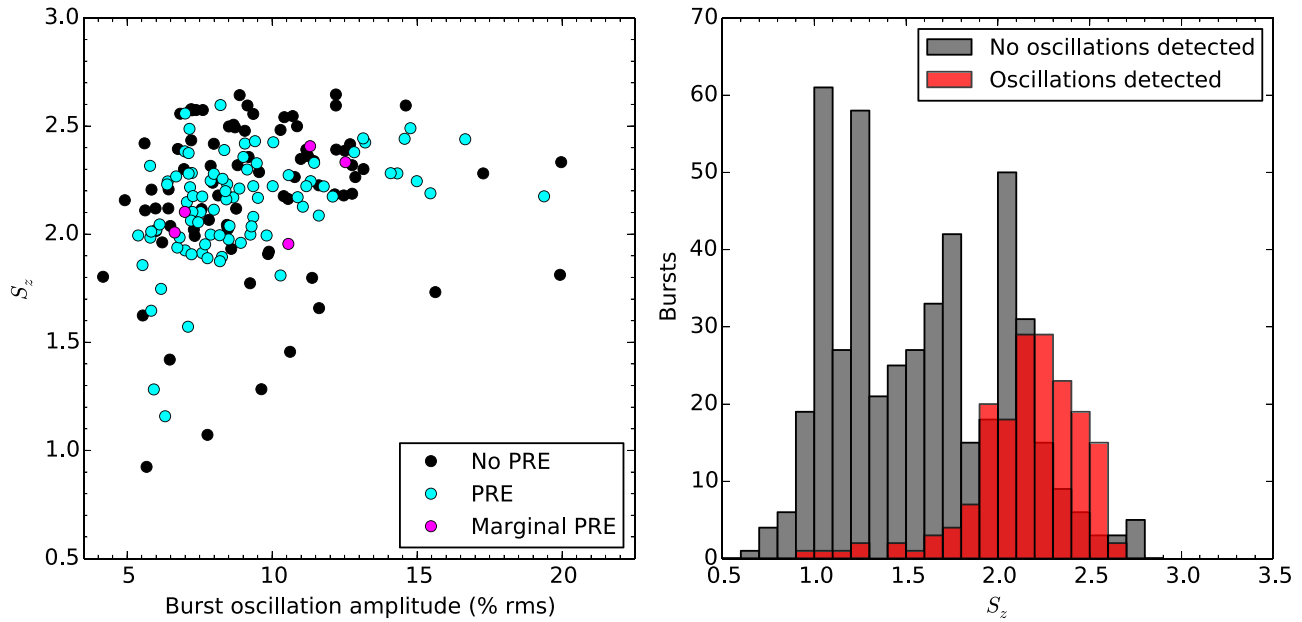 3.0
2.5
2.0
1.5
1.0
0.5
S_z
5
10
15
20
Burst oscillation amplitude (% rms)
No PRE
PRE
Marginal PRE
70
60
50
40
30
20
10
0
Bursts
0.5
1.0
1.5
2.0
2.5
3.0
3.5
S_z
No oscillations detected
Oscillations detected